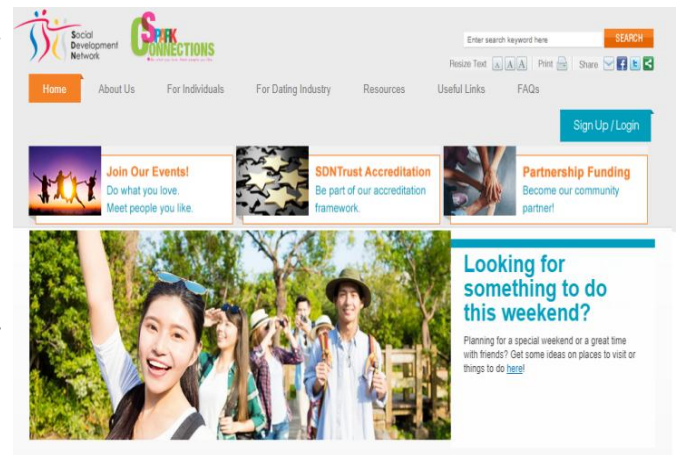 Social
Development
Network
SPARK
CONNECTIONS
Enter search keyword here
SEARCH
Resize Text A A A Print Share
Home About Us For Individuals For Dating Industry Resources Useful Links FAQs
Sign Up / Login
Join Our Events!
Do what you love.
Meet people you like.
SDNTrust Accreditation
Be part of our accreditation
framework.
Partnership Funding
Become our community
partner!
Looking for
something to do
this weekend?
Planning for a special weekend or a great time
with friends? Get some ideas on places to visit or
things to do here!